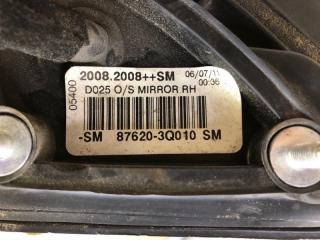 2008.2008++SM 06/07/11
D025 O/S MIRROR RH 00:36
05400
-SM 87620-3Q010 SM